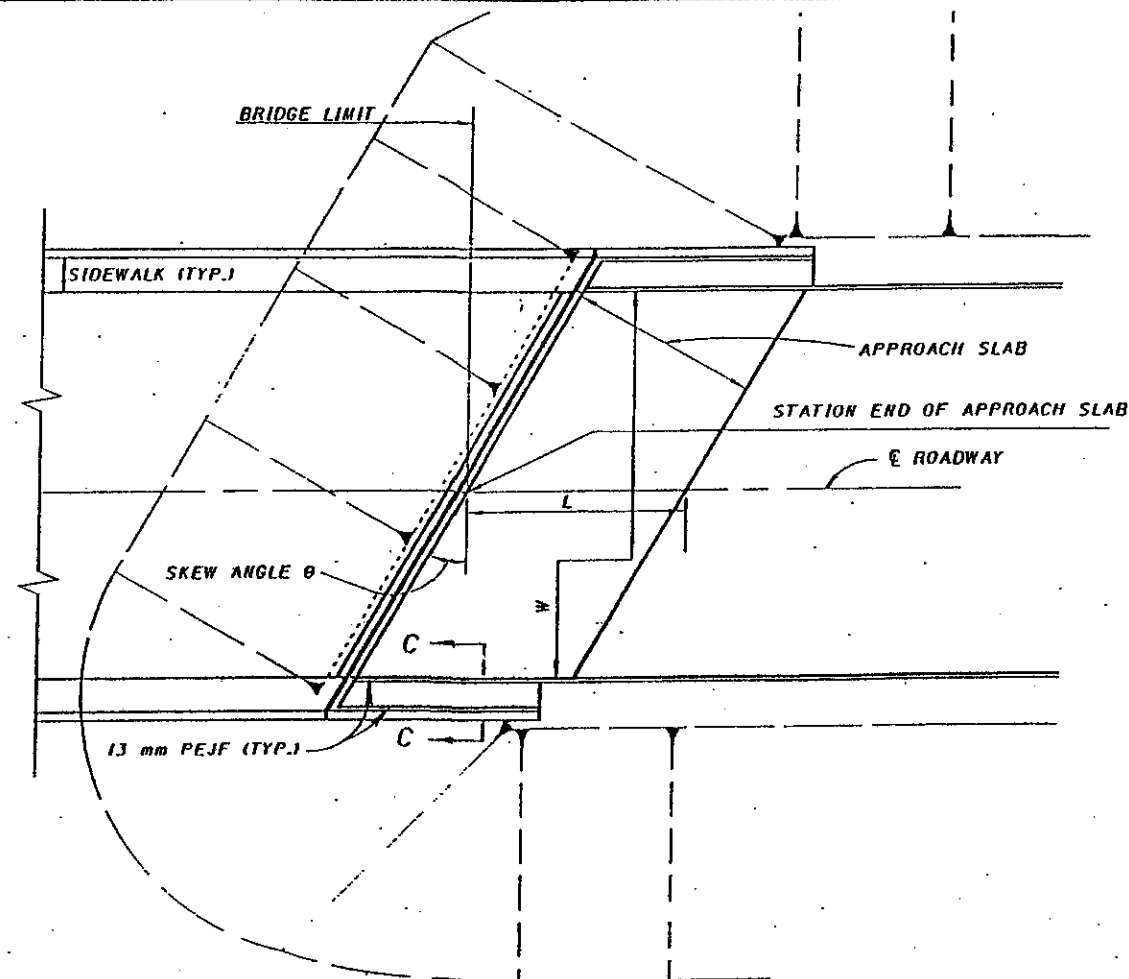 BRIDGE LIMIT
SIDEWALK (TYP.)
APPROACH SLAB
STATION END OF APPROACH SLAB
℄ ROADWAY
L
SKEW ANGLE θ
W
C
C
13 mm PEJF (TYP.)